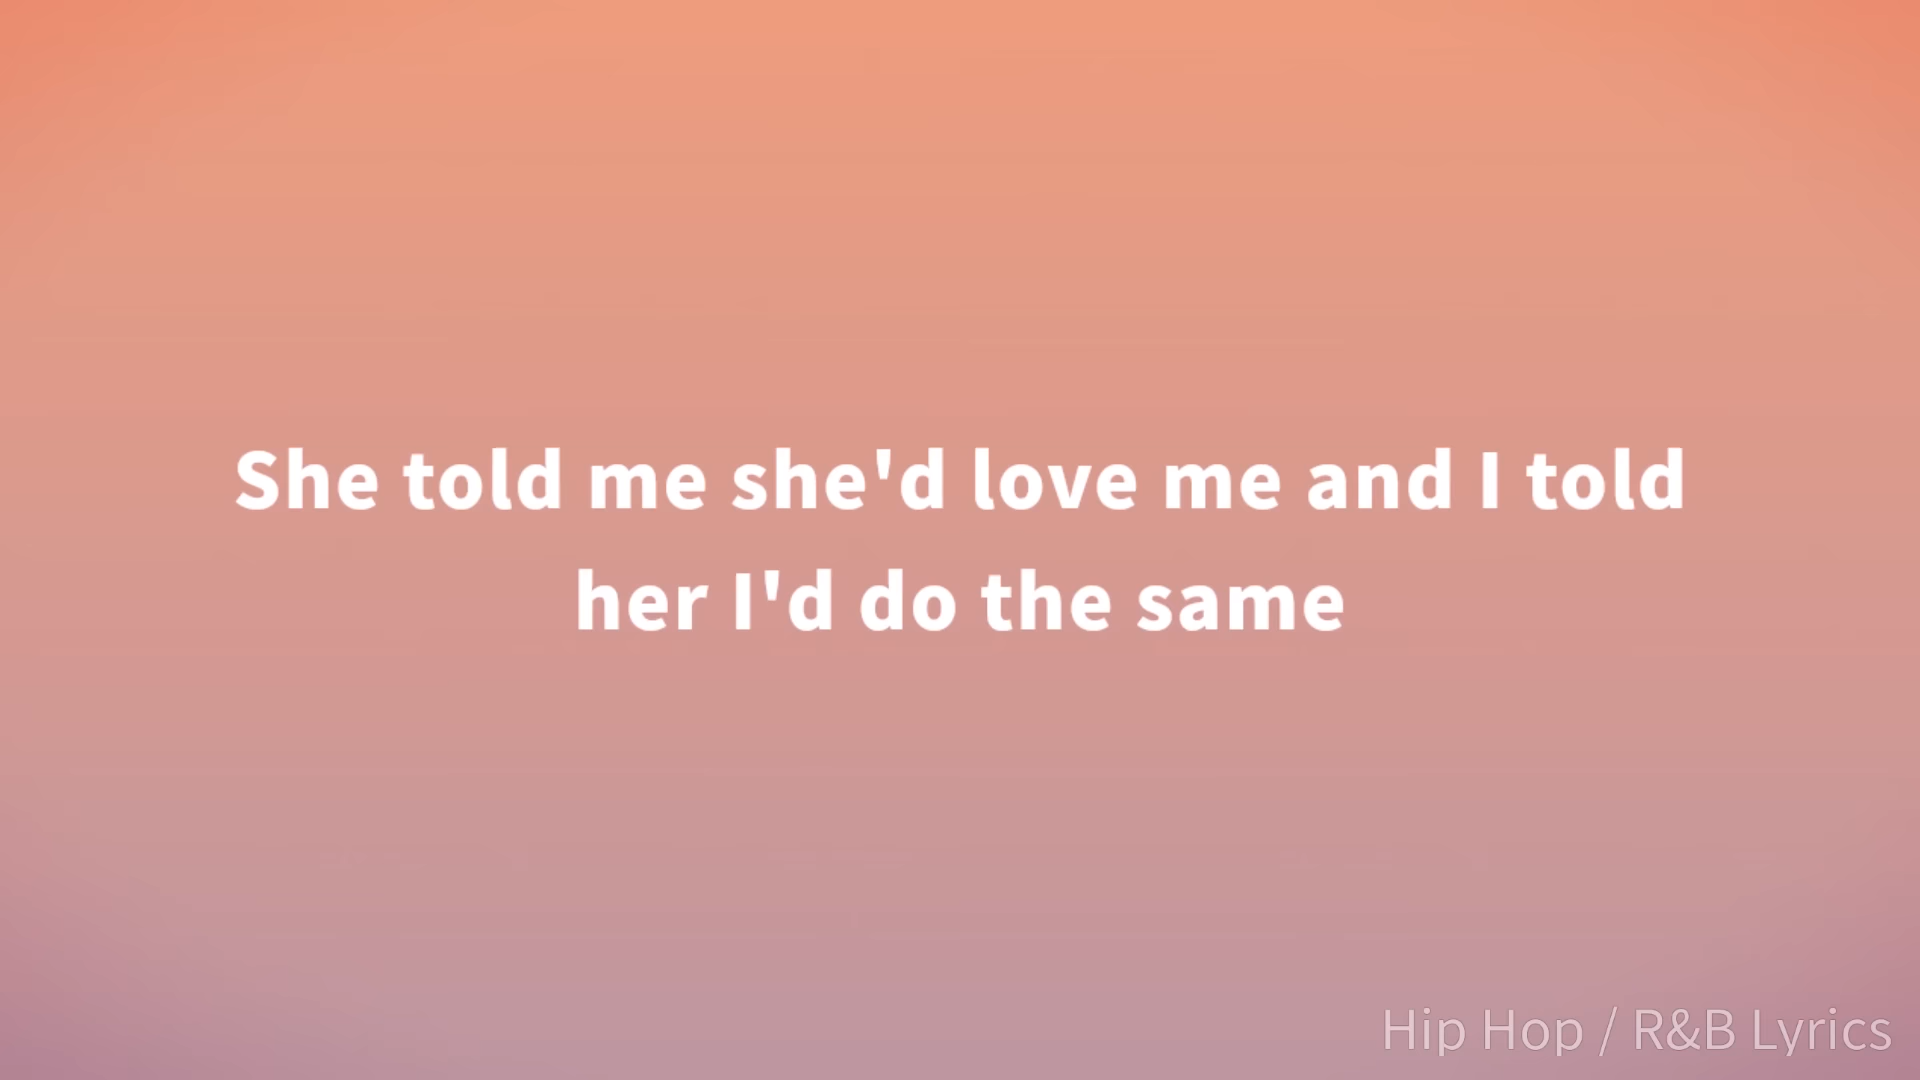 She told me she'd love me and I told
her I'd do the same
Hip Hop / R&B Lyrics